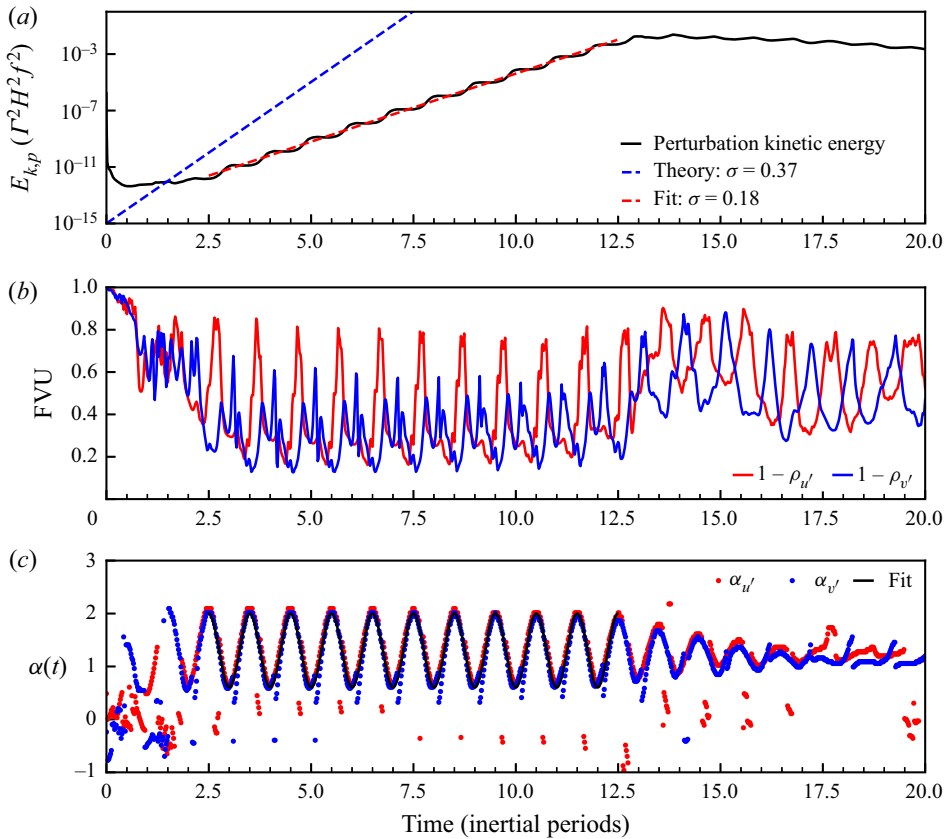 (a)
10⁻³
10⁻⁷
10⁻¹¹
10⁻¹⁵
E_{k,p} (Γ²H²f²)
Perturbation kinetic energy
Theory: σ = 0.37
Fit: σ = 0.18
0 2.5 5.0 7.5 10.0 12.5 15.0 17.5 20.0
(b)
1.0
0.8
0.6
0.4
0.2
FVU
1 − ρ_{u′} 1 − ρ_{v′}
0 2.5 5.0 7.5 10.0 12.5 15.0 17.5 20.0
(c)
3
2
1
0
−1
α(t)
α_{u′} α_{v′} Fit
0 2.5 5.0 7.5 10.0 12.5 15.0 17.5 20.0
Time (inertial periods)